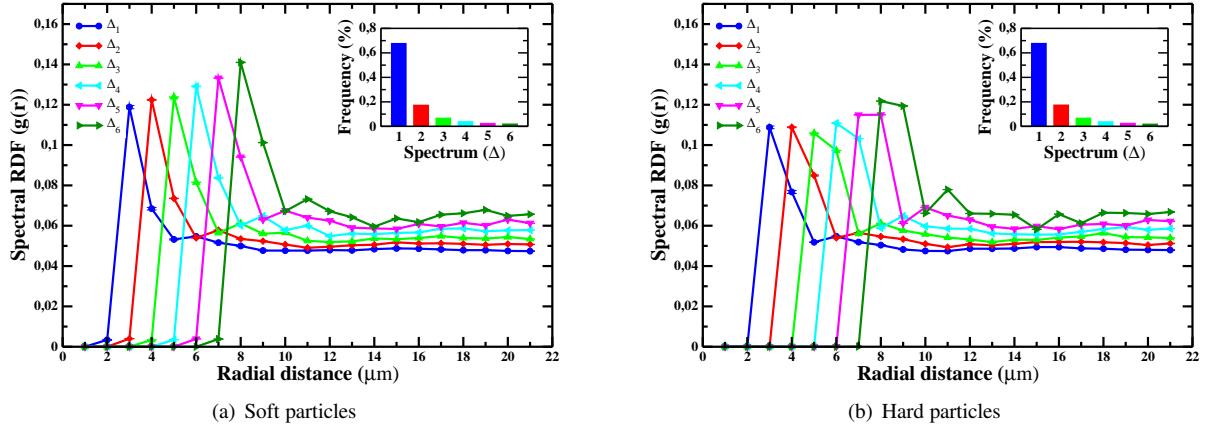 0,16
0,14
0,12
0,1
0,08
0,06
0,04
0,02
0
Spectral RDF (g(r))
Δ1
Δ2
Δ3
Δ4
Δ5
Δ6
0,8
0,6
0,4
0,2
0
Frequency (%)
1 2 3 4 5 6
Spectrum (Δ)
0 2 4 6 8 10 12 14 16 18 20 22
Radial distance (μm)
(a) Soft particles
0,16
0,14
0,12
0,1
0,08
0,06
0,04
0,02
0
Spectral RDF (g(r))
Δ1
Δ2
Δ3
Δ4
Δ5
Δ6
0,8
0,6
0,4
0,2
0
Frequency (%)
1 2 3 4 5 6
Spectrum (Δ)
0 2 4 6 8 10 12 14 16 18 20 22
Radial distance (μm)
(b) Hard particles